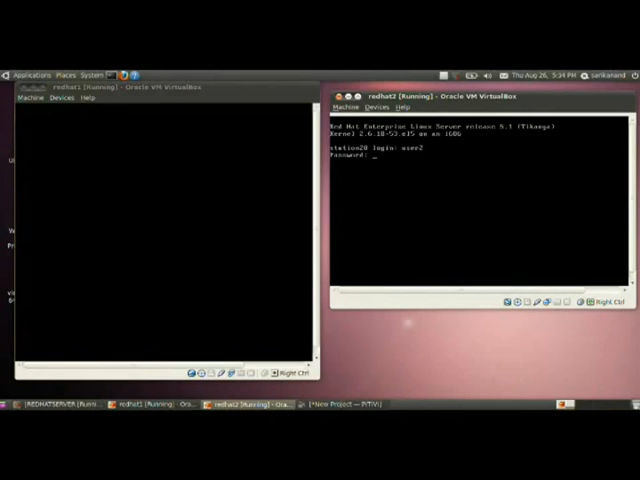 Applications Places System
Thu Aug 26, 5:34 PM sarikanand
redhat1 [Running] - Oracle VM VirtualBox
Machine Devices Help
redhat2 [Running] - Oracle VM VirtualBox
Machine Devices Help
Red Hat Enterprise Linux Server release 5.1 (Tikanga)
Kernel 2.6.18-53.el5 on an i686
station20 login: user2
Password: _
Right Ctrl
Right Ctrl
[REDHATSERVER [Runn...
redhat1 [Running] - Ora...
redhat2 [Running] - Ora...
[*New Project — PiTiVi]